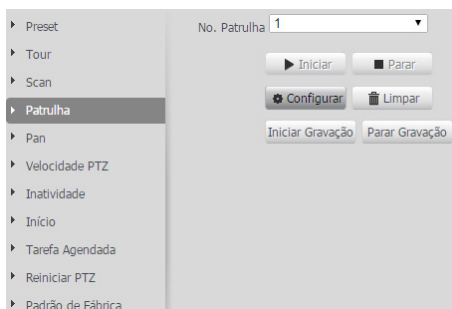 Preset
Tour
Scan
Patrulha
Pan
Velocidade PTZ
Inatividade
Início
Tarefa Agendada
Reiniciar PTZ
Padrão de Fábrica
No. Patrulha 1
Iniciar Parar
Configurar Limpar
Iniciar Gravação Parar Gravação